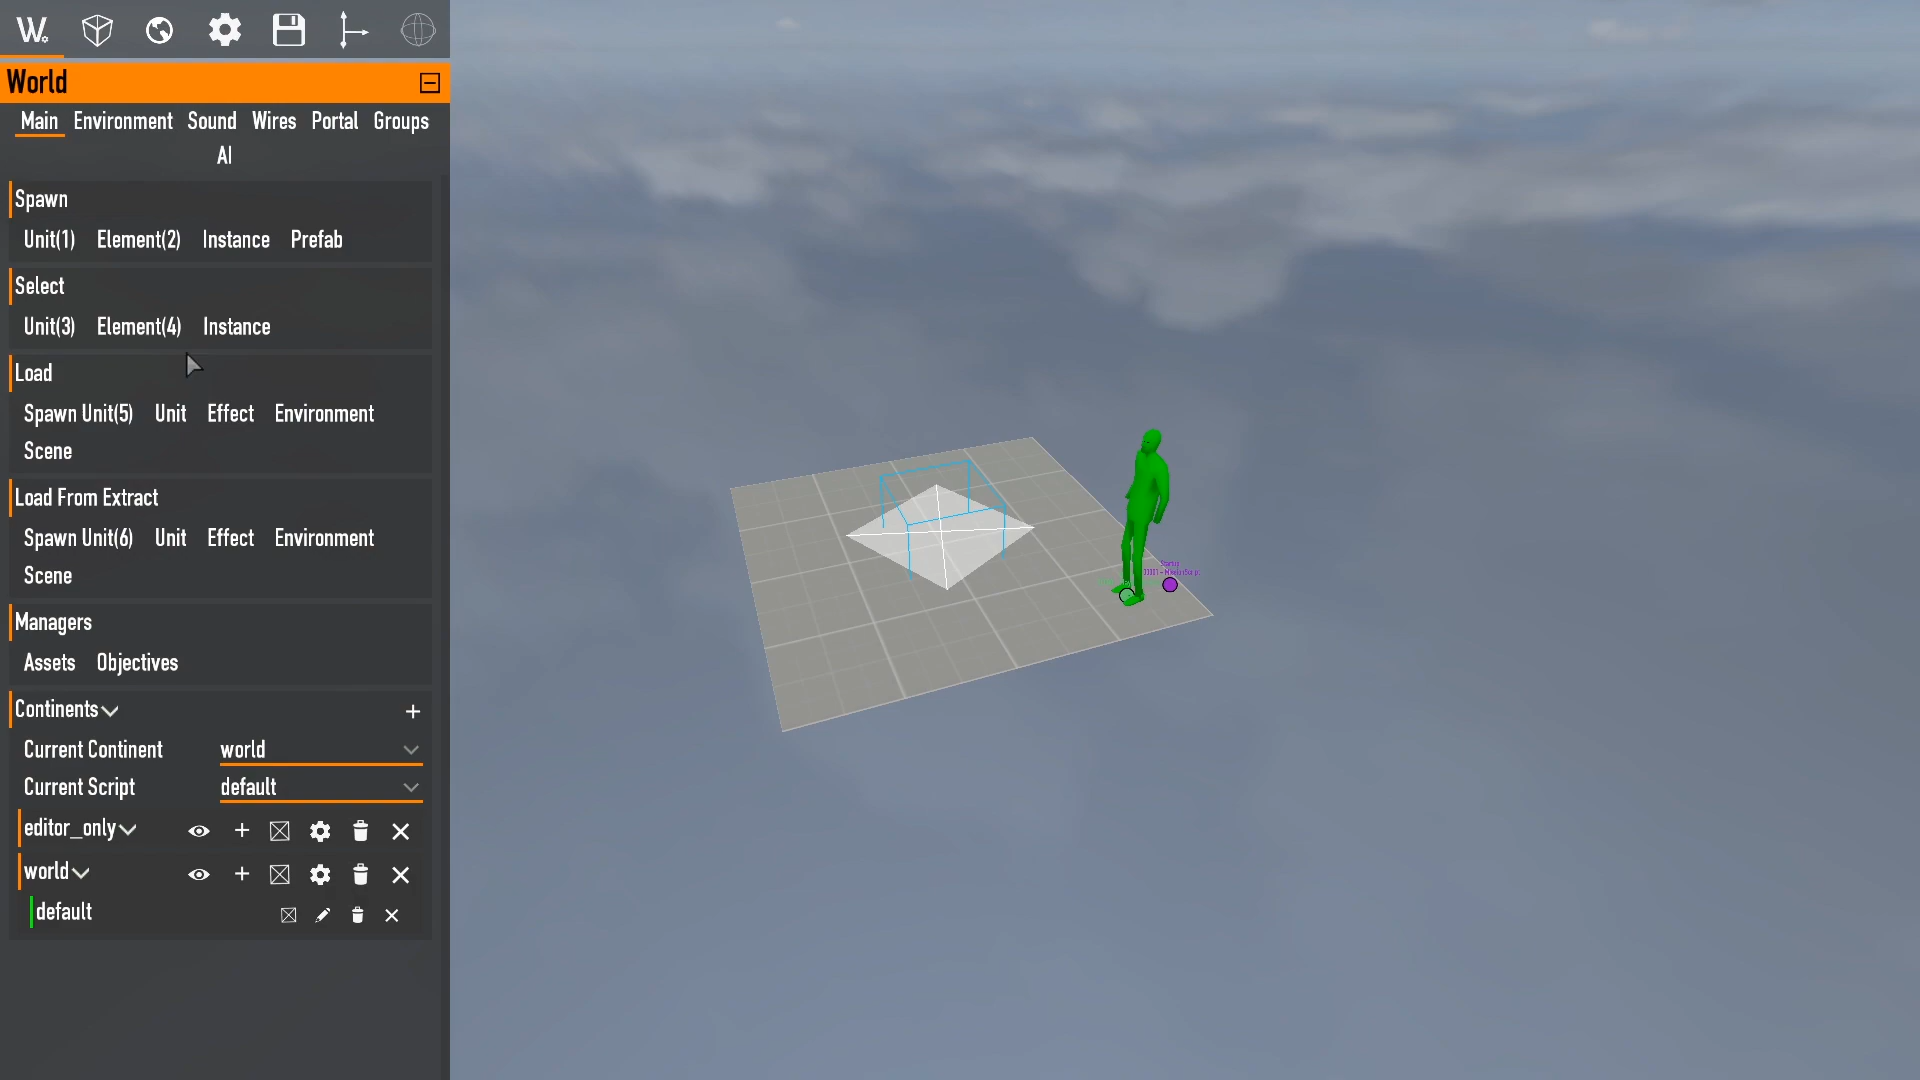 W.
World
Main Environment Sound Wires Portal Groups
AI
Spawn
Unit(1) Element(2) Instance Prefab
Select
Unit(3) Element(4) Instance
Load
Spawn Unit(5) Unit Effect Environment
Scene
Load From Extract
Spawn Unit(6) Unit Effect Environment
Scene
Managers
Assets Objectives
Continents
Current Continent world
Current Script default
editor_only
world
default
Startup